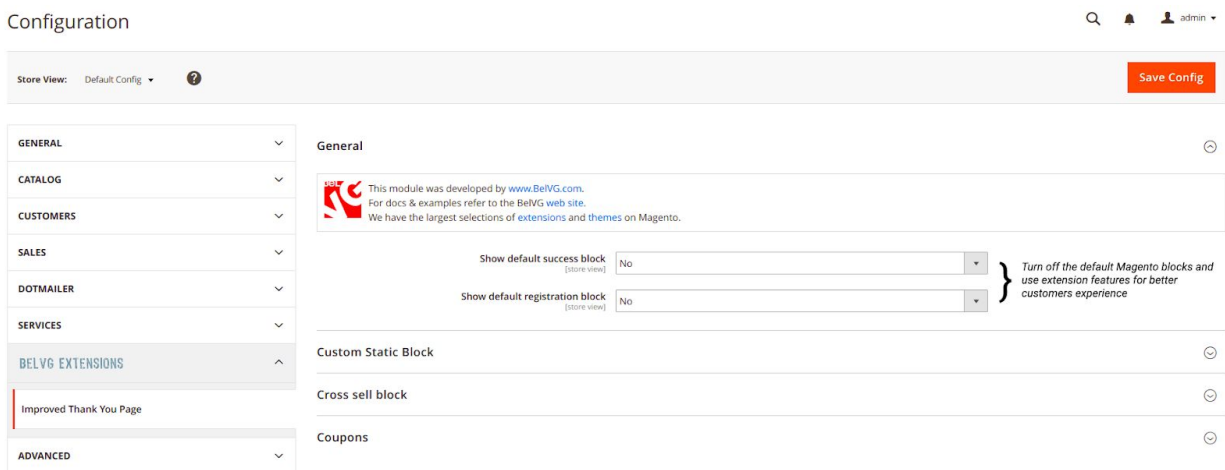 Configuration
admin
Store View: Default Config
?
Save Config
GENERAL
CATALOG
CUSTOMERS
SALES
DOTMAILER
SERVICES
BELVG EXTENSIONS
Improved Thank You Page
ADVANCED
General
BEL VG
This module was developed by www.BelVG.com.
For docs & examples refer to the BelVG web site.
We have the largest selections of extensions and themes on Magento.
Show default success block
[store view]
No
Show default registration block
[store view]
No
Turn off the default Magento blocks and
use extension features for better
customers experience
Custom Static Block
Cross sell block
Coupons